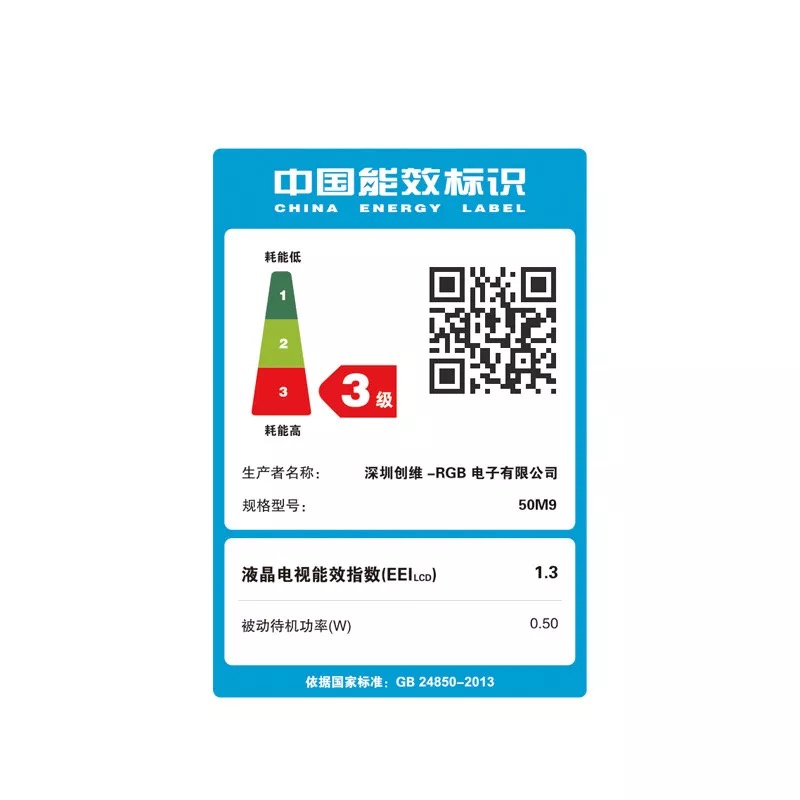 中国能效标识
CHINA ENERGY LABEL
耗能低
1
2
3
3级
耗能高
生产者名称： 深圳创维－RGB 电子有限公司
规格型号： 50M9
液晶电视能效指数(EEILCD) 1.3
被动待机功率(W) 0.50
依据国家标准：GB 24850-2013